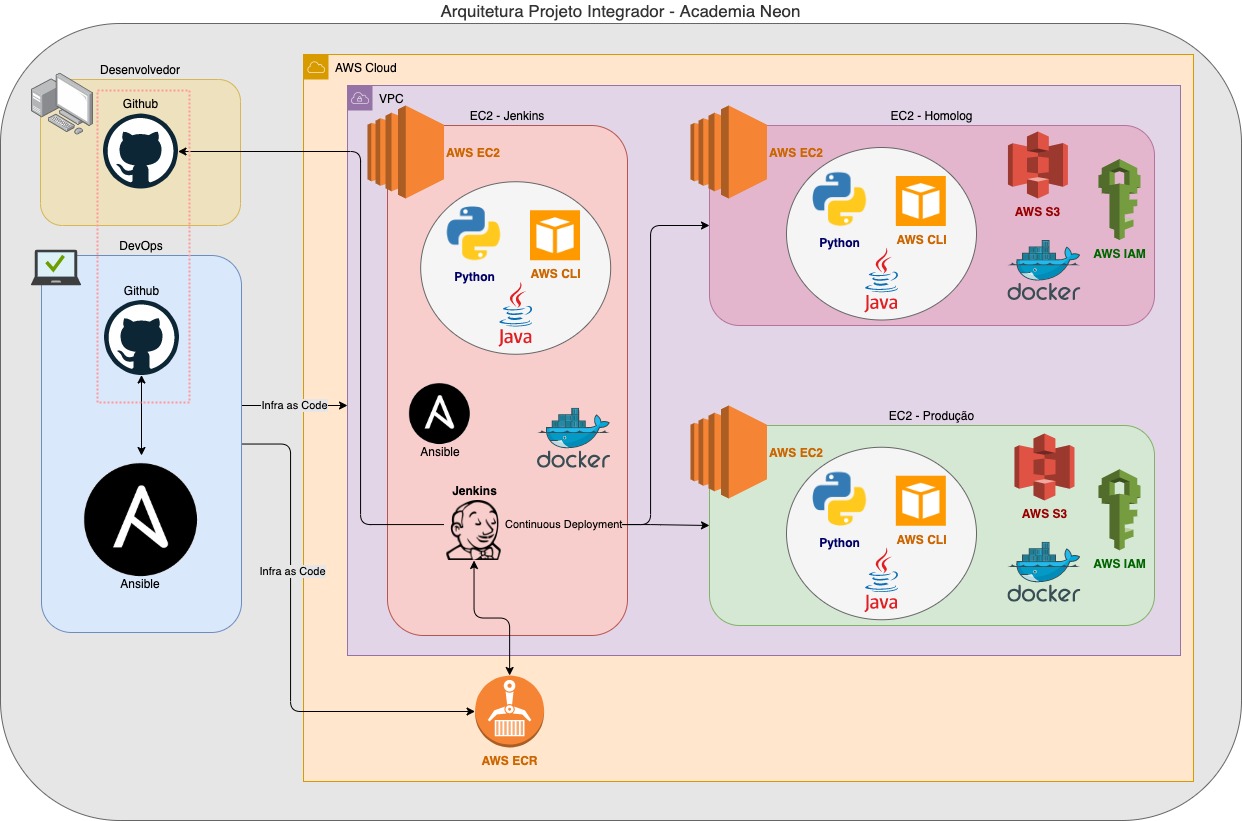 Arquitetura Projeto Integrador - Academia Neon
Desenvolvedor
Github
DevOps
Github
Ansible
Infra as Code
Infra as Code
AWS Cloud
VPC
EC2 - Jenkins
AWS EC2
Python
AWS CLI
Java
Ansible
docker
Jenkins
Continuous Deployment
AWS ECR
EC2 - Homolog
AWS EC2
Python
AWS CLI
Java
AWS S3
AWS IAM
docker
EC2 - Produção
AWS EC2
Python
AWS CLI
Java
AWS S3
AWS IAM
docker